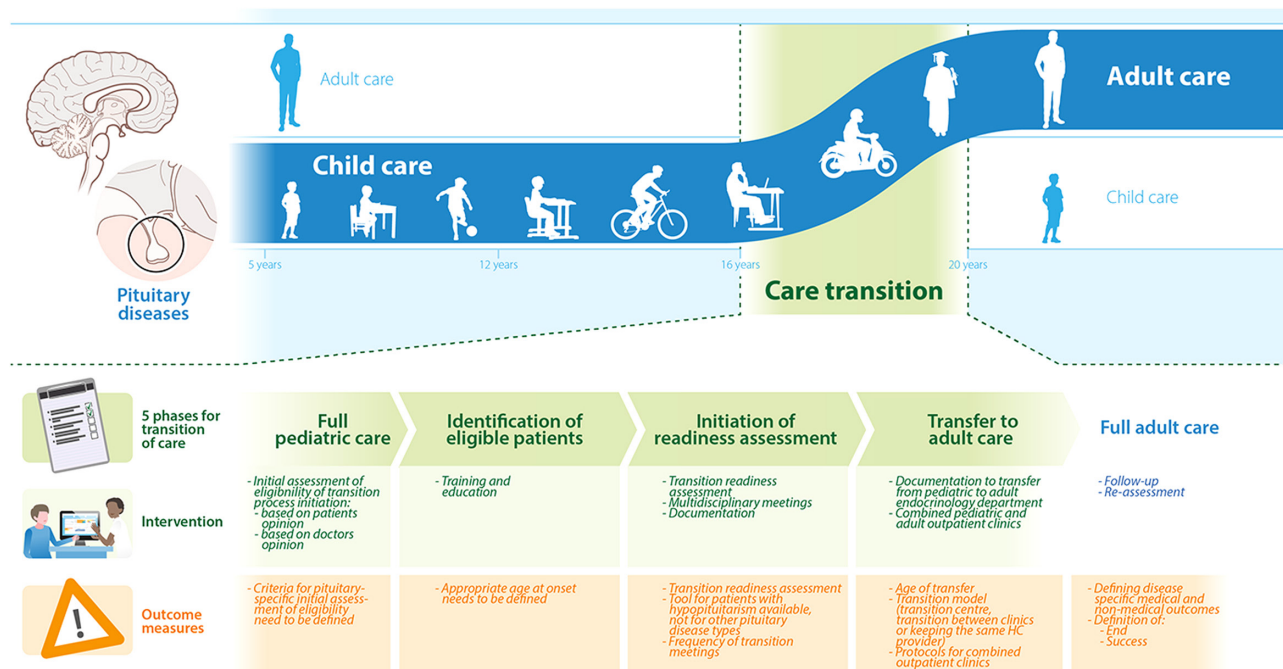 Adult care
Adult care
Child care
Child care
5 years
12 years
16 years
20 years
Care transition
Pituitary
diseases
5 phases for
transition
of care
Full
pediatric care
Identification of
eligible patients
Initiation of
readiness assessment
Transfer to
adult care
Full adult care
Intervention
- Initial assessment of
eligibnility of transition
process initiation:
- based on patients
opinion
- based on doctors
opinion
- Training and
education
- Transition readiness
assessment
- Multidisciplinary meetings
- Documentation
- Documentation to transfer
from pediatric to adult
endocrinology department
- Combined pediatric and
adult outpatient clinics
- Follow-up
- Re-assessment
Outcome
measures
- Criteria for pituitary-
specific initial assess-
ment of eligibility
need to be defined
- Appropriate age at onset
needs to be defined
- Transition readiness assessment
- Tool for patients with
hypopituitarism available,
not for other pituitary
disease types
- Frequency of transition
meetings
- Age of transfer
- Transition model
(transition centre,
transition between clinics
or keeping the same HC
provider)
- Protocols for combined
outpatient clinics
- Defining disease
specific medical and
non-medical outcomes
- Definition of:
- End
- Success